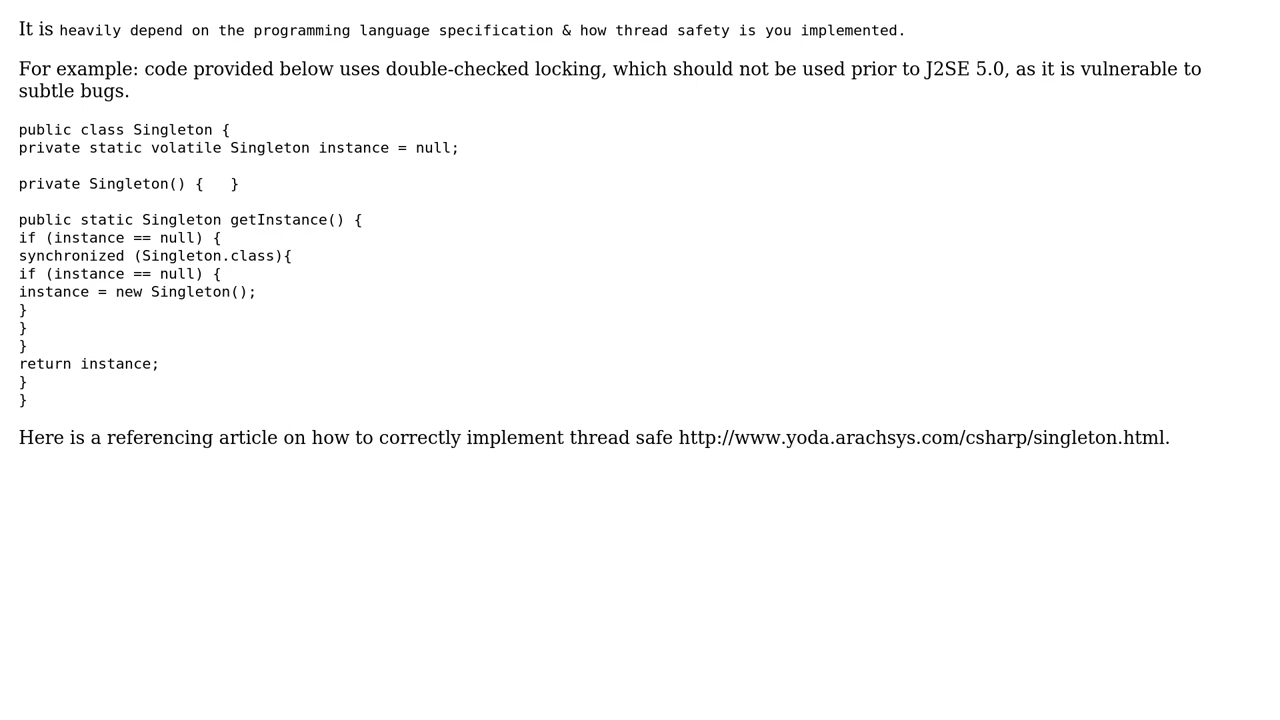 It is heavily depend on the programming language specification & how thread safety is you implemented.
For example: code provided below uses double-checked locking, which should not be used prior to J2SE 5.0, as it is vulnerable to
subtle bugs.
public class Singleton {
private static volatile Singleton instance = null;
private Singleton() {   }
public static Singleton getInstance() {
if (instance == null) {
synchronized (Singleton.class){
if (instance == null) {
instance = new Singleton();
}
}
}
return instance;
}
}
Here is a referencing article on how to correctly implement thread safe http://www.yoda.arachsys.com/csharp/singleton.html.